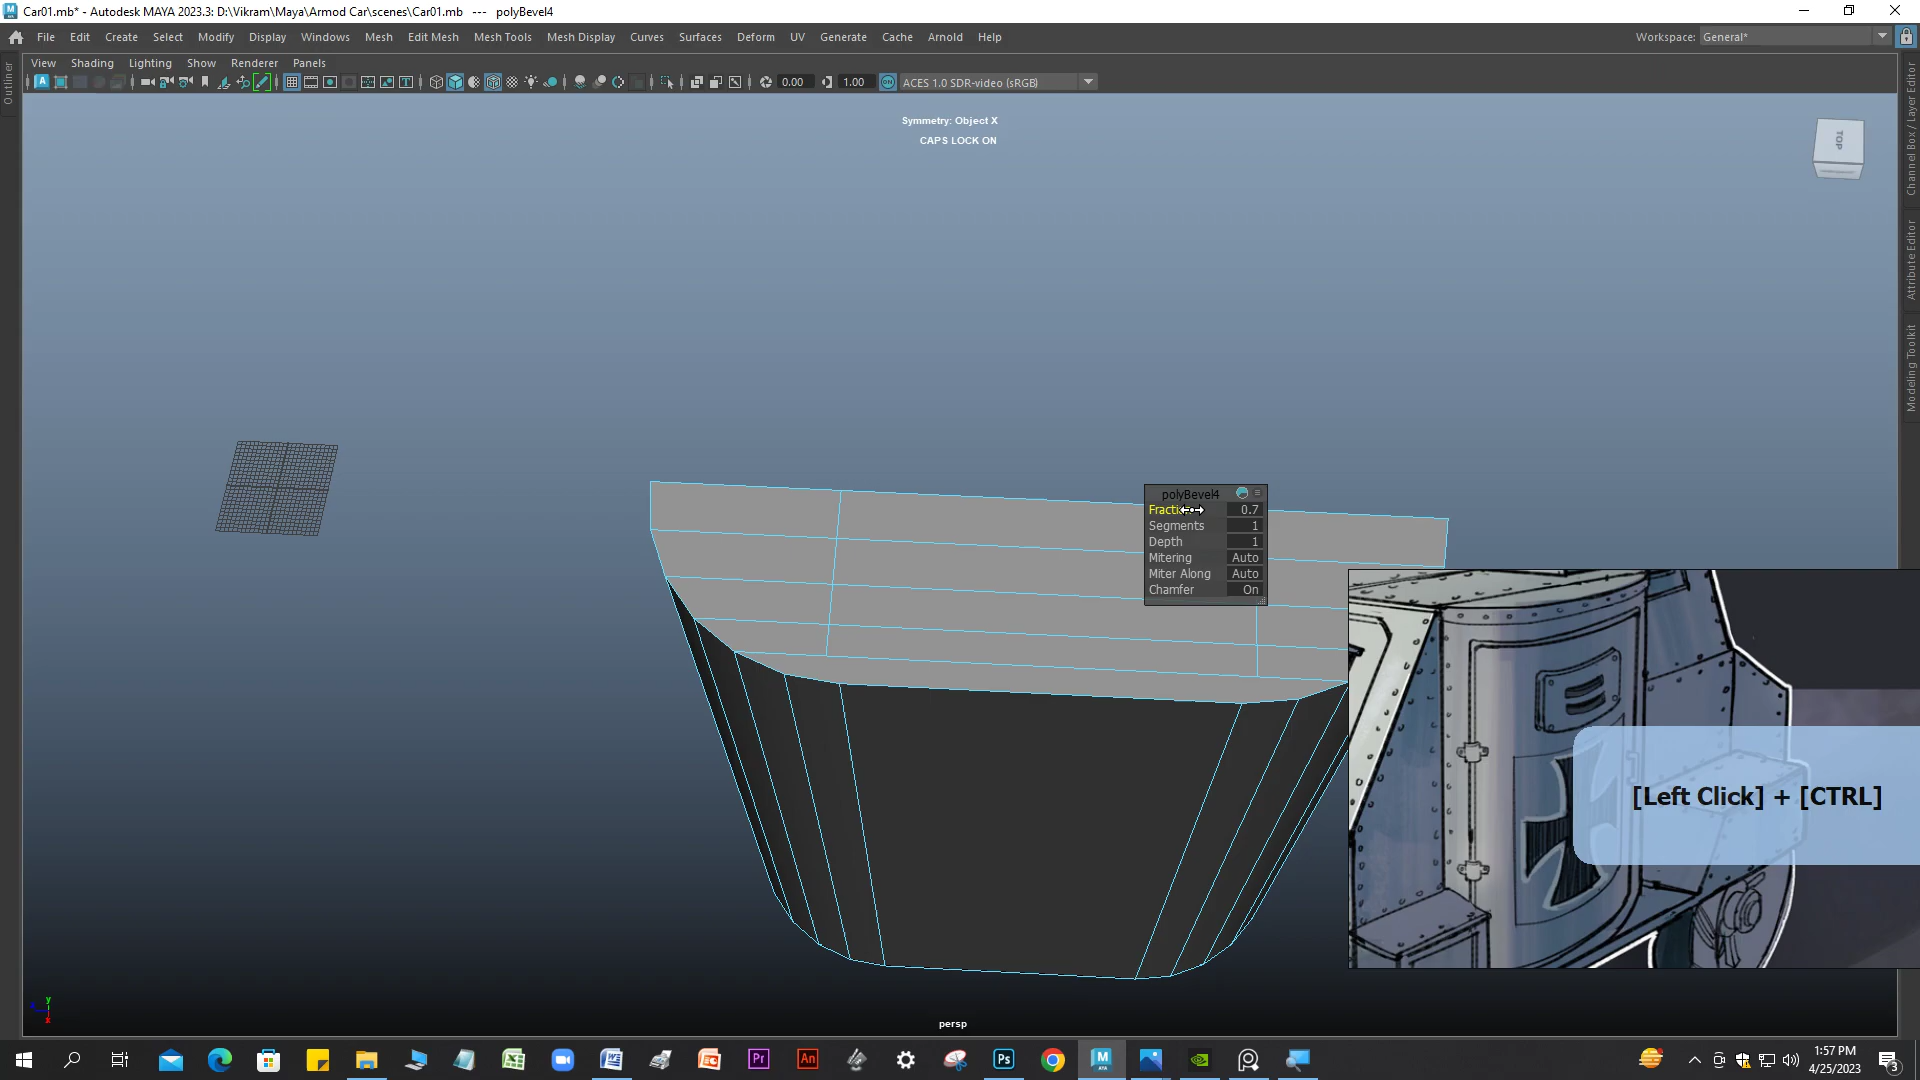 Car01.mb* - Autodesk MAYA 2023.3: D:\Vikram\Maya\Armod Car\scenes\Car01.mb --- polyBevel4
File Edit Create Select Modify Display Windows Mesh Edit Mesh Mesh Tools Mesh Display Curves Surfaces Deform UV Generate Cache Arnold Help Workspace: General*
View Shading Lighting Show Renderer Panels
0.00 1.00 ACES 1.0 SDR-video (sRGB)
Outliner
Channel Box / Layer Editor
Attribute Editor
Modeling Toolkit
Symmetry: Object X
CAPS LOCK ON
TOP
polyBevel4
0.7
Segments 1
Depth 1
Mitering Auto
Miter Along Auto
Chamfer On
[Left Click] + [CTRL]
y
x
persp
1:57 PM
4/25/2023
3